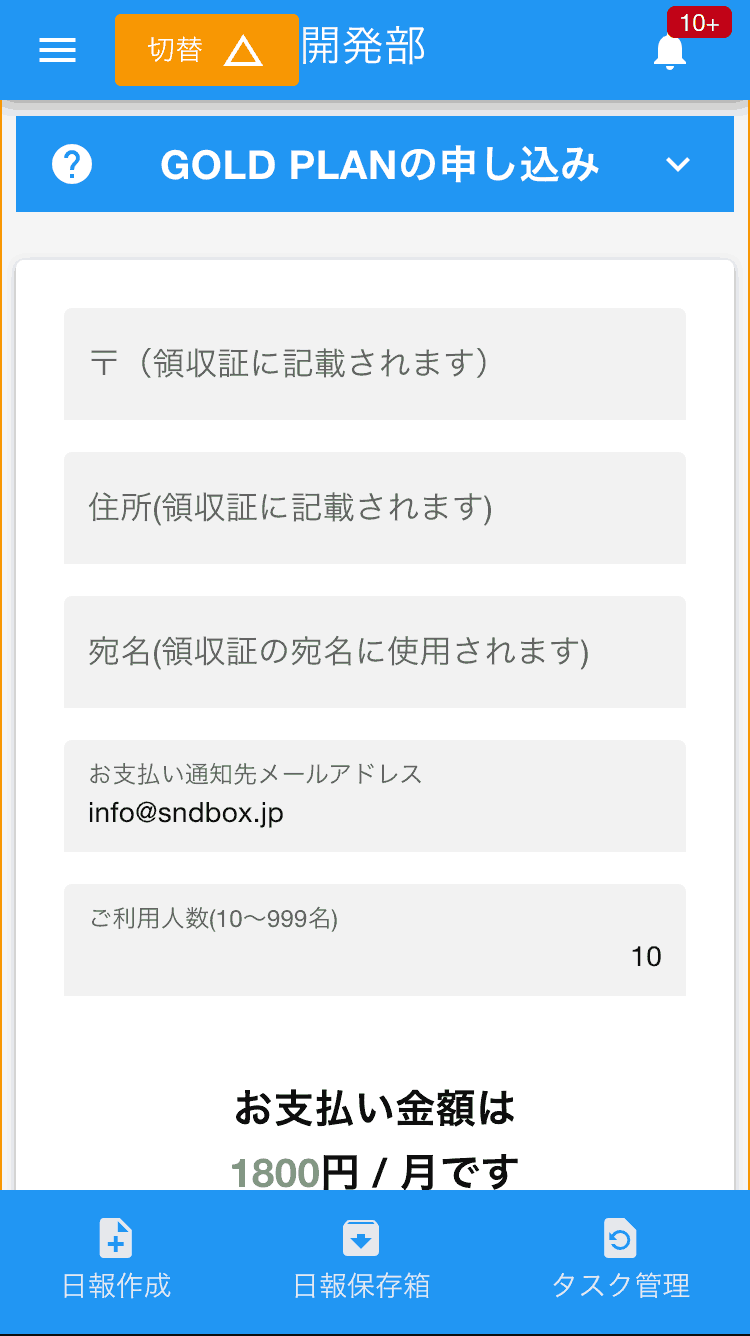 切替
開発部
10+
GOLD PLANの申し込み
〒（領収証に記載されます）
住所(領収証に記載されます)
宛名(領収証の宛名に使用されます)
お支払い通知先メールアドレス
info@sndbox.jp
ご利用人数(10〜999名)
10
お支払い金額は
1800円 / 月です
日報作成
日報保存箱
タスク管理